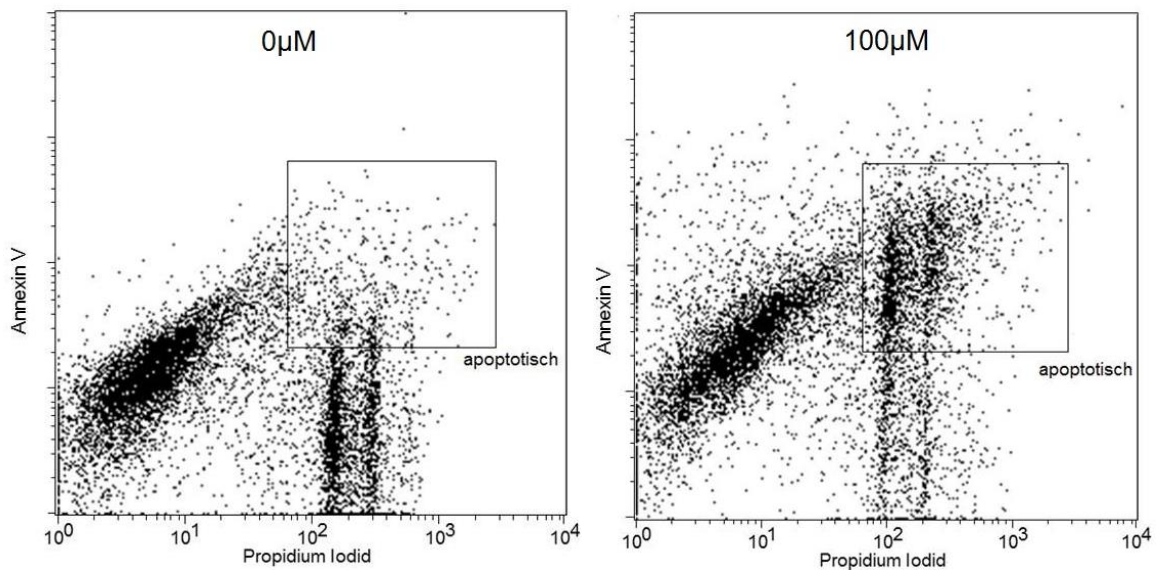 0µM
Annexin V
apoptotisch
10⁰
10¹
10²
10³
10⁴
Propidium Iodid
100µM
Annexin V
apoptotisch
10⁰
10¹
10²
10³
10⁴
Propidium Iodid